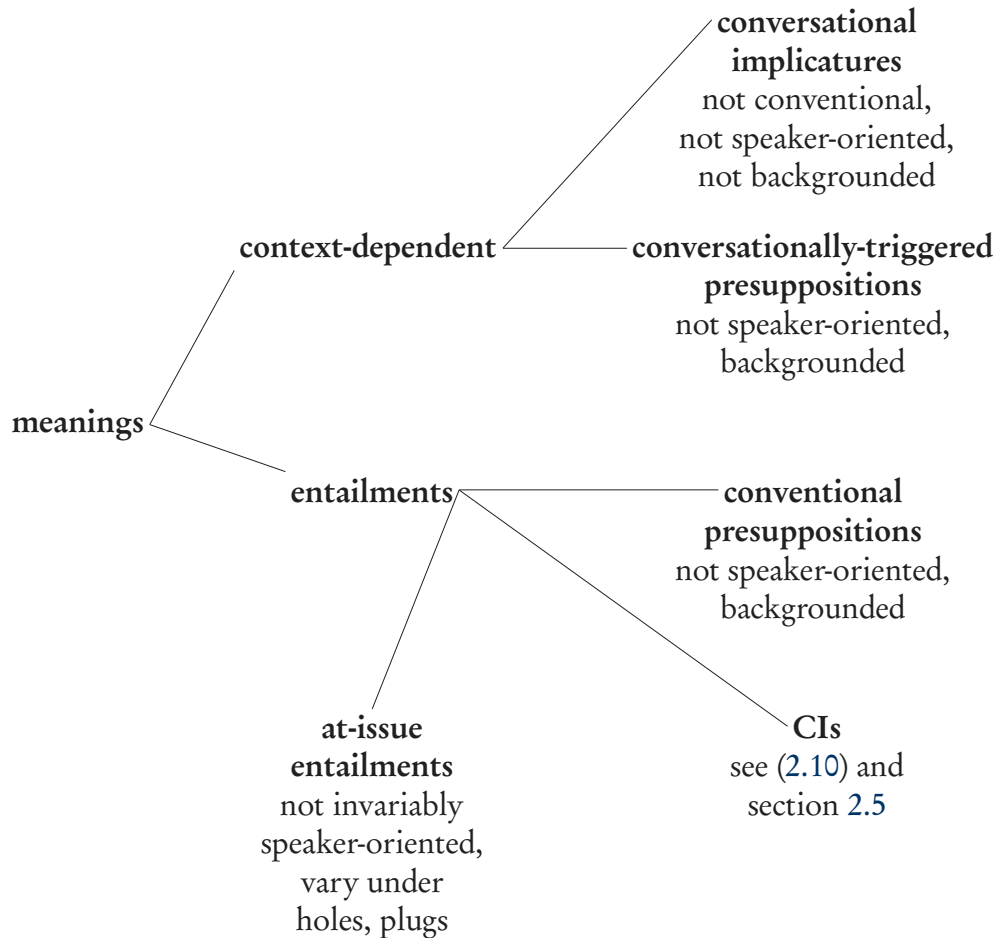 conversational
implicatures
not conventional,
not speaker-oriented,
not backgrounded
context-dependent
conversationally-triggered
presuppositions
not speaker-oriented,
backgrounded
meanings
entailments
conventional
presuppositions
not speaker-oriented,
backgrounded
at-issue
entailments
not invariably
speaker-oriented,
vary under
holes, plugs
CIs
see (2.10) and
section 2.5